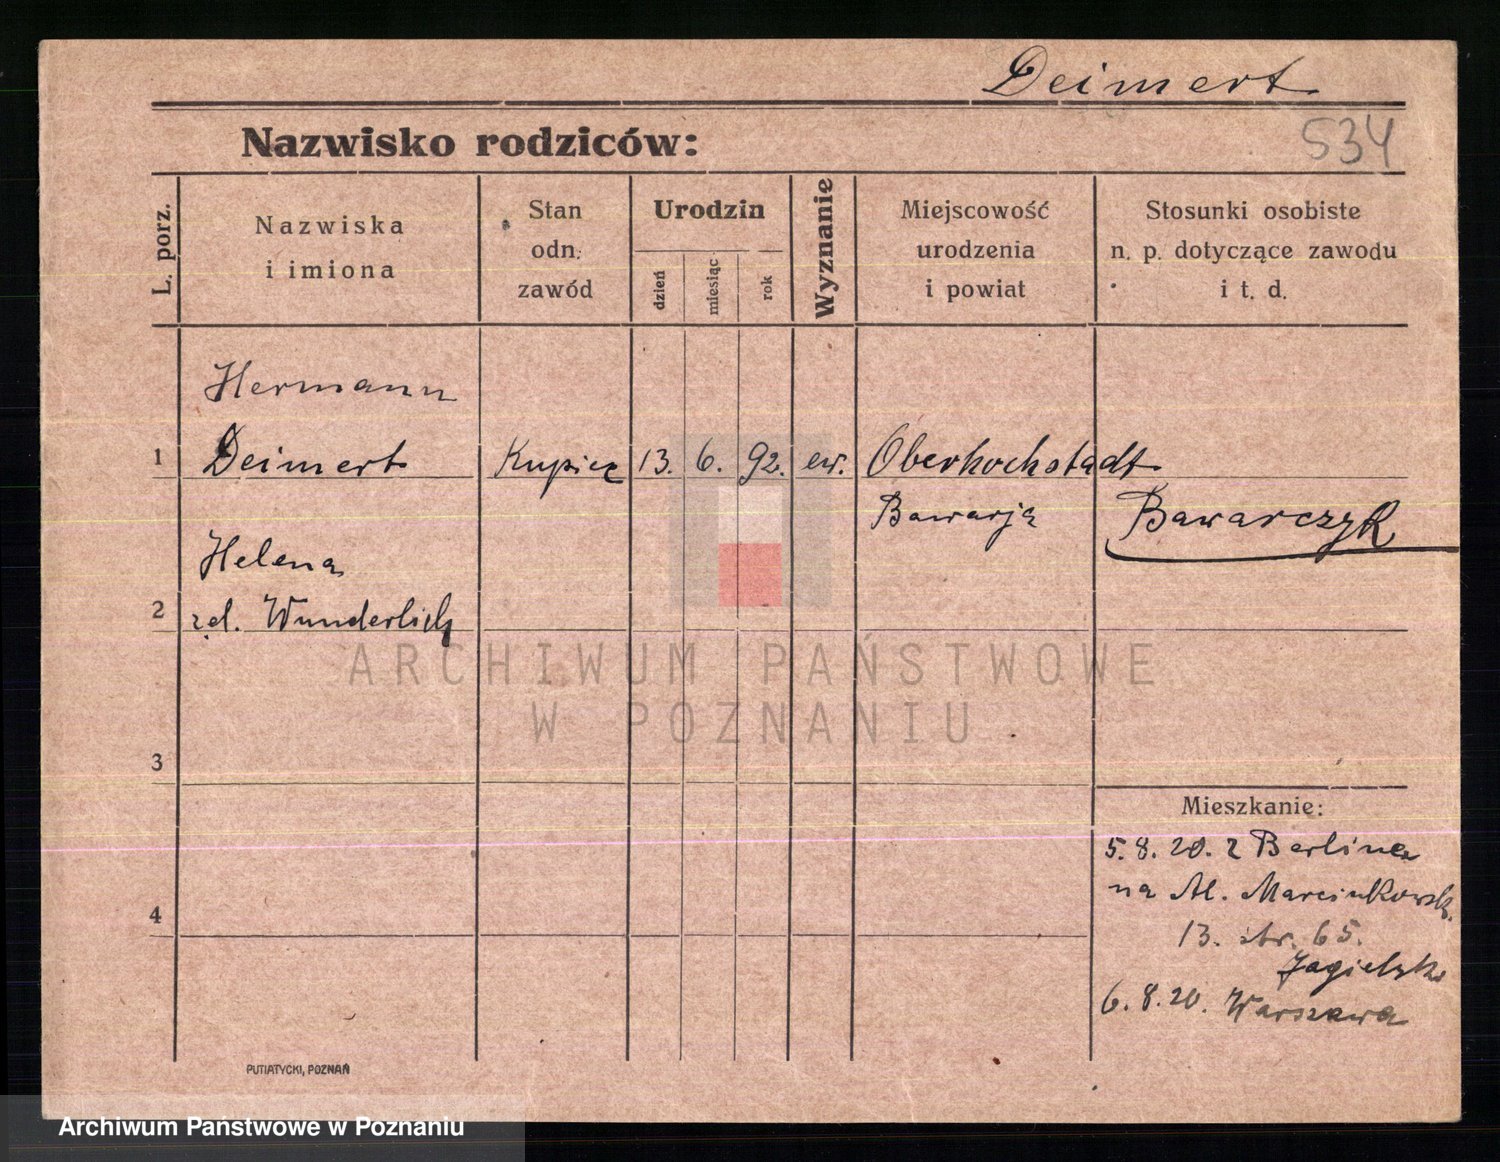 Deimert
Nazwisko rodziców:
534
L. porz.
Nazwiska
i imiona
Stan
odn.
zawód
Urodzin
dzień
miesiąc
rok
Wyznanie
Miejscowość
urodzenia
i powiat
Stosunki osobiste
n. p. dotyczące zawodu
i t. d.
Hermann
1 Deimert Kupiec 13. 6. 92. ew. Oberhochstadt
Bawarja Bawarczyk
Helena
2 zd. Wunderlich
ARCHIWUM PAŃSTWOWE
W POZNANIU
3
Mieszkanie:
5.8.20. z Berlina
na Al. Marcinkowsk.
4
13. str. 65.
Jagielsk
6.8.20. Warszawa
PUTIATYCKI, POZNAŃ
Archiwum Państwowe w Poznaniu